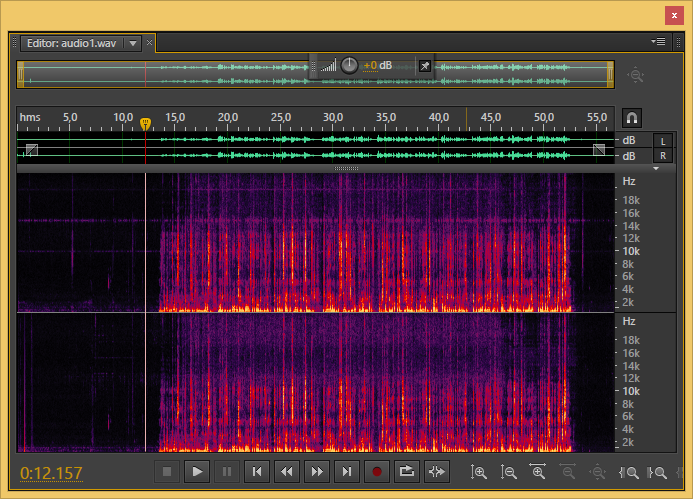 x
Editor: audio1.wav
+0 dB
hms 5,0 10,0 15,0 20,0 25,0 30,0 35,0 40,0 45,0 50,0 55,0
dB L
dB R
Hz
18k
16k
14k
12k
10k
8k
6k
4k
2k
Hz
18k
16k
14k
12k
10k
8k
6k
4k
2k
0:12.157